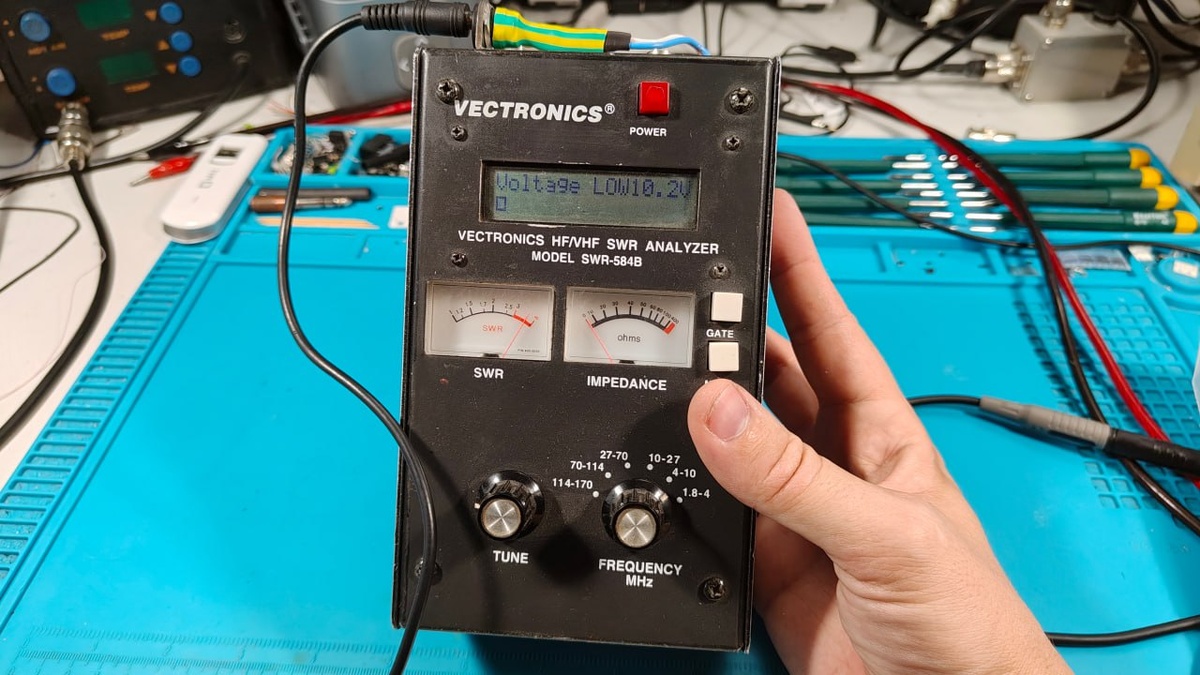 VECTRONICS®
POWER
Voltage LOW10.2V
VECTRONICS HF/VHF SWR ANALYZER
MODEL SWR-584B
SWR
ohms
GATE
SWR
IMPEDANCE
27-70
10-27
70-114
4-10
114-170
1.8-4
TUNE
FREQUENCY
MHz